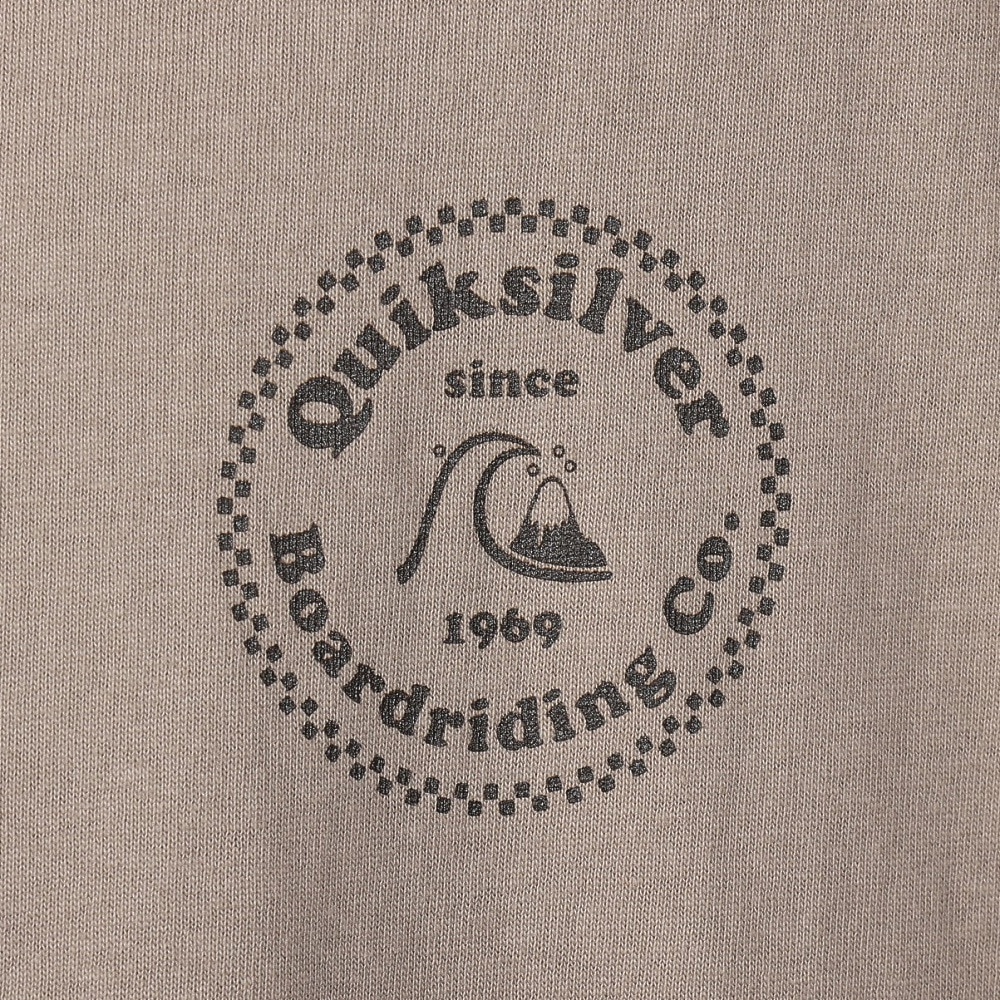 Quiksilver
since
1969
Boardriding Co.